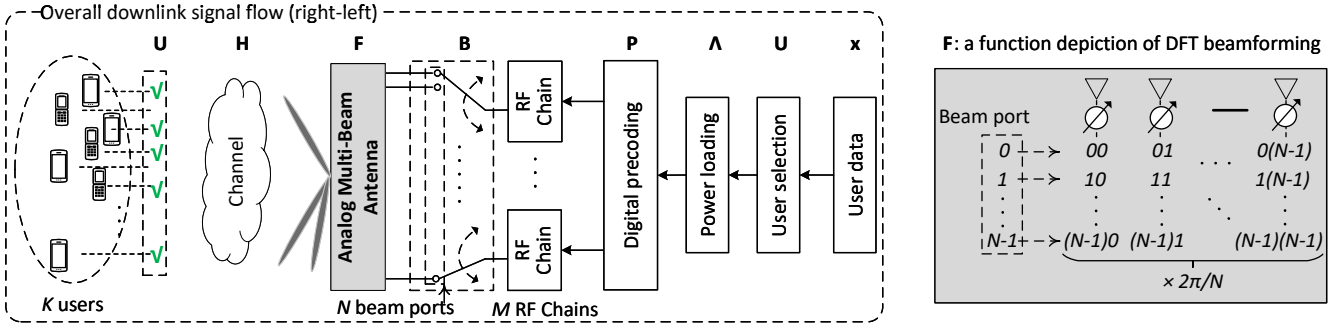 Overall downlink signal flow (right-left)
U H F B P Λ U x
√
√
√
√
√
Channel
Analog Multi-Beam
Antenna
RF
Chain
RF
Chain
Digital precoding
Power loading
User selection
User data
K users
N beam ports
M RF Chains
F: a function depiction of DFT beamforming
Beam port
0 00 01 . . . 0(N-1)
1 10 11 1(N-1)
N-1 (N-1)0 (N-1)1 (N-1)(N-1)
× 2π/N